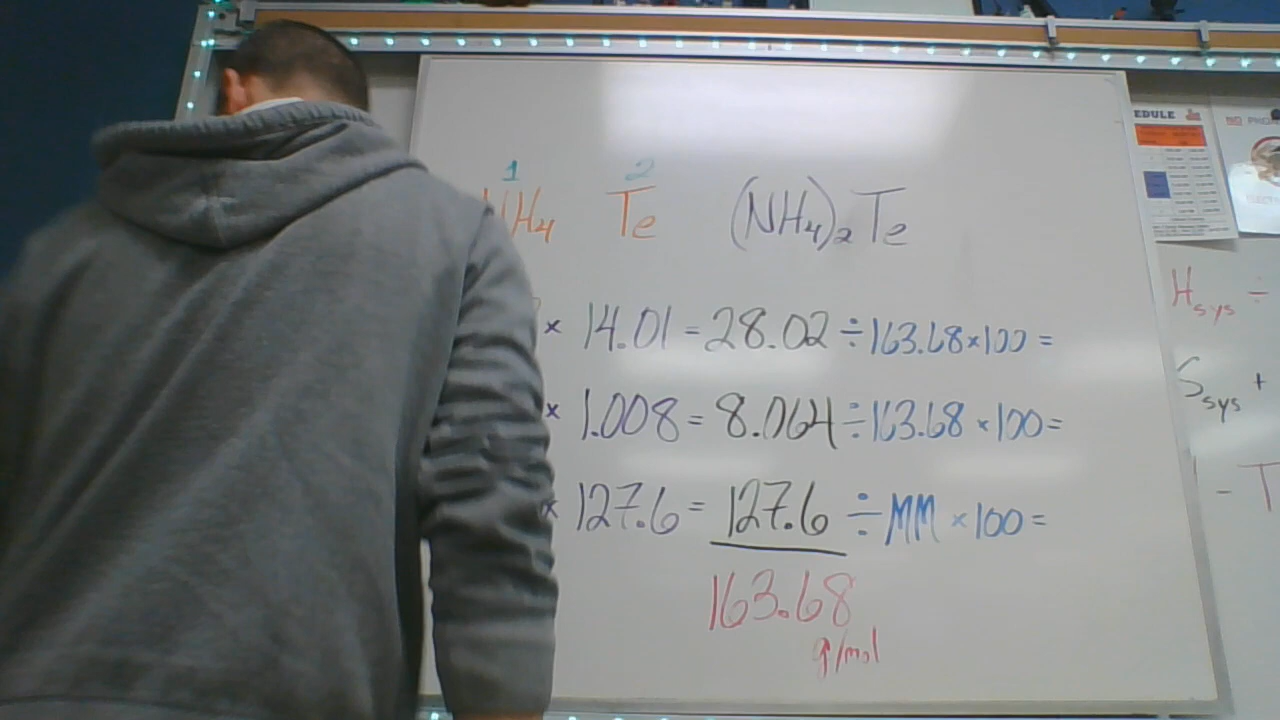 1 2
NH₄ Te (NH₄)₂Te
× 14.01 = 28.02 ÷ 163.68 × 100 =
× 1.008 = 8.064 ÷ 163.68 × 100 =
× 127.6 = 127.6 ÷ MM × 100 =
163.68
g/mol
EDULE
H sys ÷
S sys +
- T